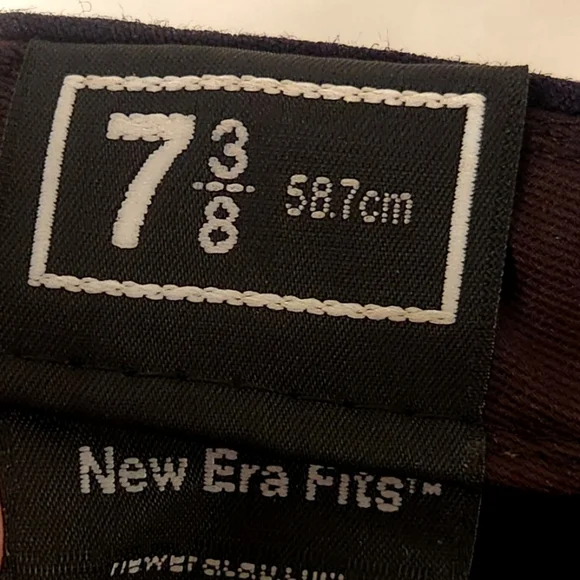 7 3/8 58.7cm
New Era Fits™